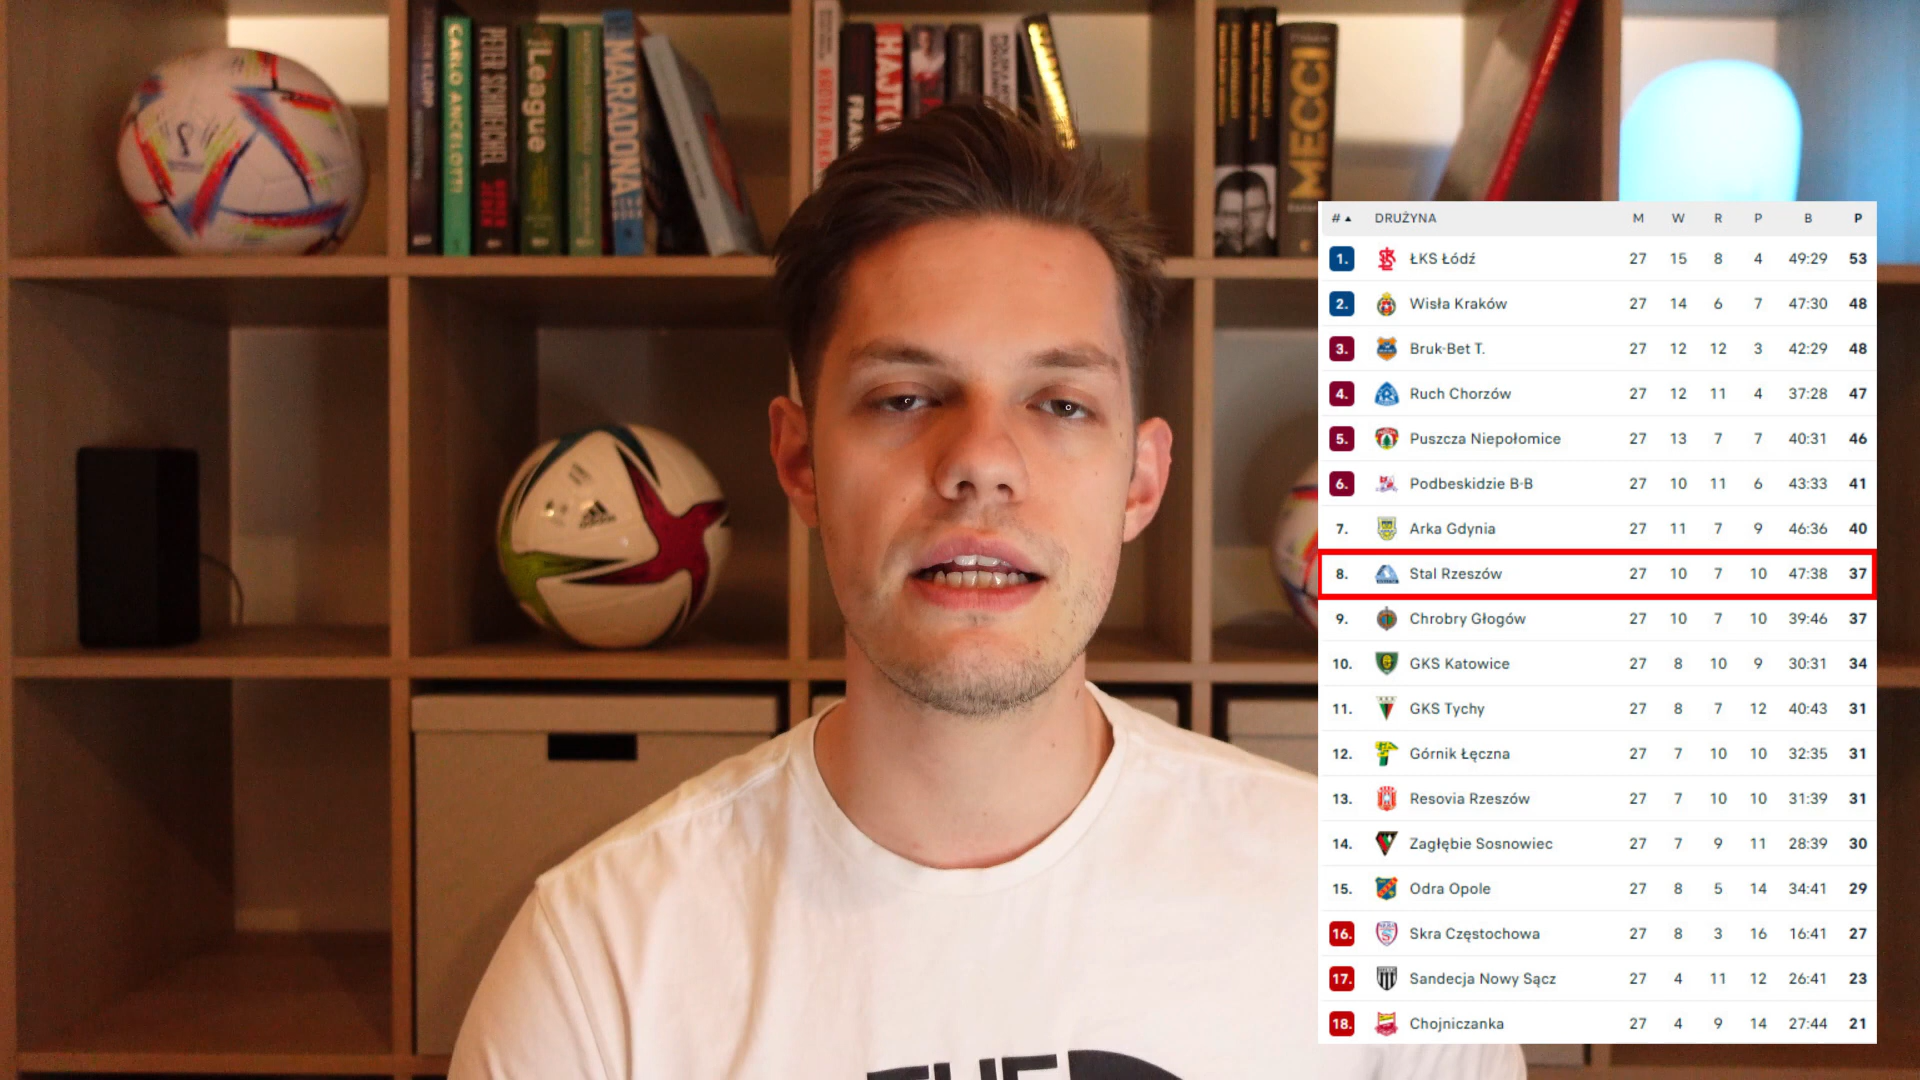 CARLO ANCELOTTI
PETER SCHMEICHEL
League
MARADONA
HAJTO
MECCI
# DRUŻYNA M W R P B P
1. ŁKS Łódź 27 15 8 4 49:29 53
2. Wisła Kraków 27 14 6 7 47:30 48
3. Bruk-Bet T. 27 12 12 3 42:29 48
4. Ruch Chorzów 27 12 11 4 37:28 47
5. Puszcza Niepołomice 27 13 7 7 40:31 46
6. Podbeskidzie B-B 27 10 11 6 43:33 41
7. Arka Gdynia 27 11 7 9 46:36 40
8. Stal Rzeszów 27 10 7 10 47:38 37
9. Chrobry Głogów 27 10 7 10 39:46 37
10. GKS Katowice 27 8 10 9 30:31 34
11. GKS Tychy 27 8 7 12 40:43 31
12. Górnik Łęczna 27 7 10 10 32:35 31
13. Resovia Rzeszów 27 7 10 10 31:39 31
14. Zagłębie Sosnowiec 27 7 9 11 28:39 30
15. Odra Opole 27 8 5 14 34:41 29
16. Skra Częstochowa 27 8 3 16 16:41 27
17. Sandecja Nowy Sącz 27 4 11 12 26:41 23
18. Chojniczanka 27 4 9 14 27:44 21
adidas
THE